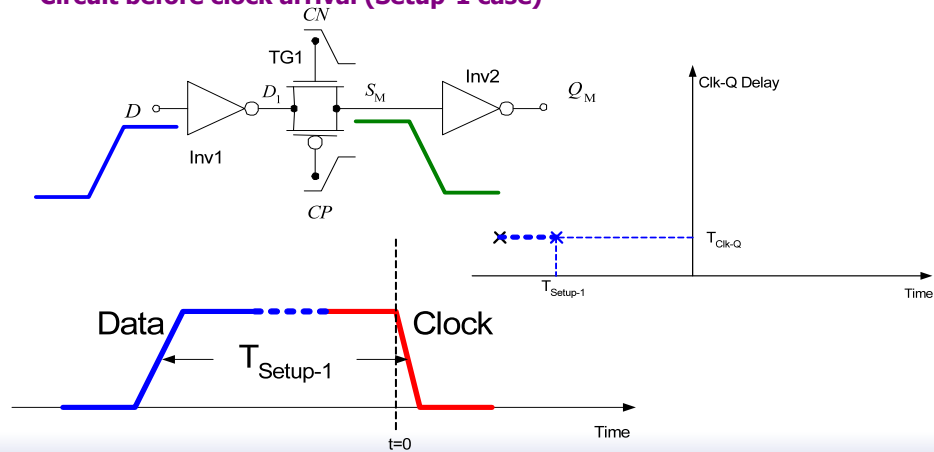 Circuit before clock arrival (Setup-1 case)
CN
TG1
Inv2
D
D1
SM
QM
Inv1
CP
Clk-Q Delay
TClk-Q
TSetup-1
Time
Data
Clock
TSetup-1
Time
t=0